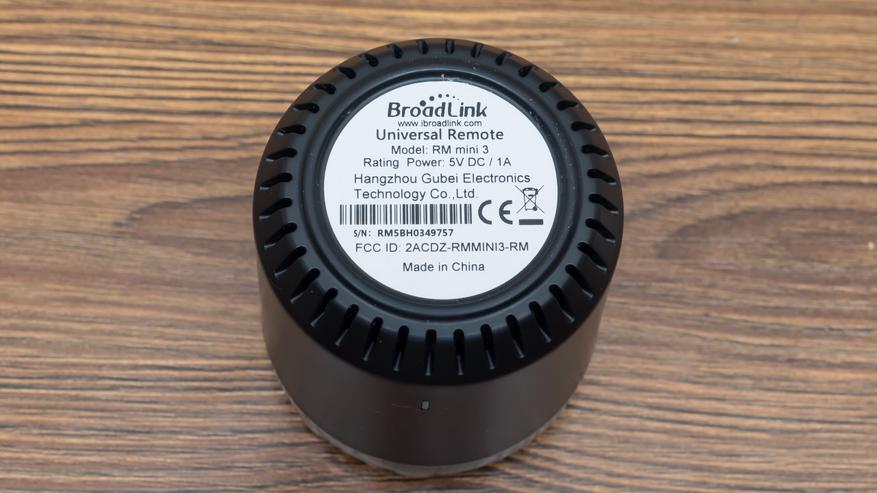 BroadLink
www.ibroadlink.com
Universal Remote
Model: RM mini 3
Rating Power: 5V DC / 1A
Hangzhou Gubei Electronics
Technology Co.,Ltd.
CE
S/N: RM5BH0349757
FCC ID: 2ACDZ-RMMINI3-RM
Made in China